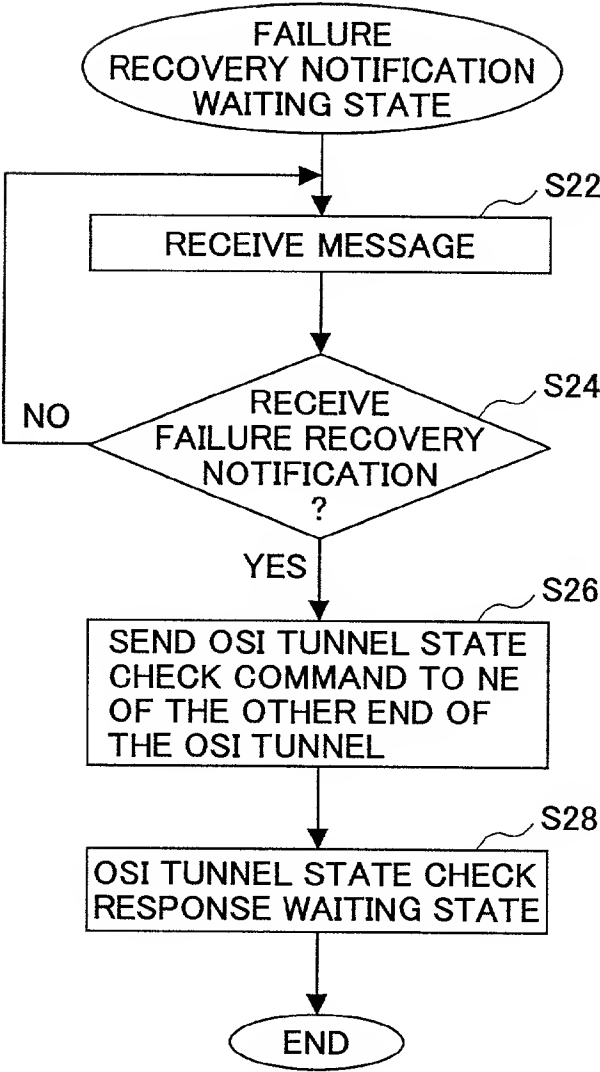 FAILURE
RECOVERY NOTIFICATION
WAITING STATE
S22
RECEIVE MESSAGE
S24
RECEIVE
FAILURE RECOVERY
NOTIFICATION
?
NO
YES
S26
SEND OSI TUNNEL STATE
CHECK COMMAND TO NE
OF THE OTHER END OF
THE OSI TUNNEL
S28
OSI TUNNEL STATE CHECK
RESPONSE WAITING STATE
END